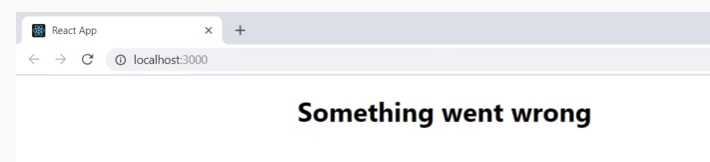 React App
localhost:3000
Something went wrong